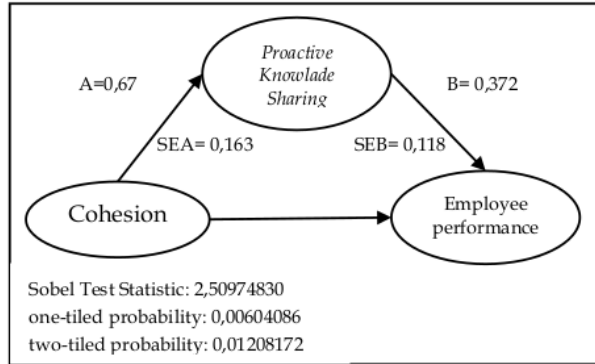 Proactive
Knowlade
Sharing
A=0,67
B= 0,372
SEA= 0,163
SEB= 0,118
Cohesion
Employee
performance
Sobel Test Statistic: 2,50974830
one-tiled probability: 0,00604086
two-tiled probability: 0,01208172